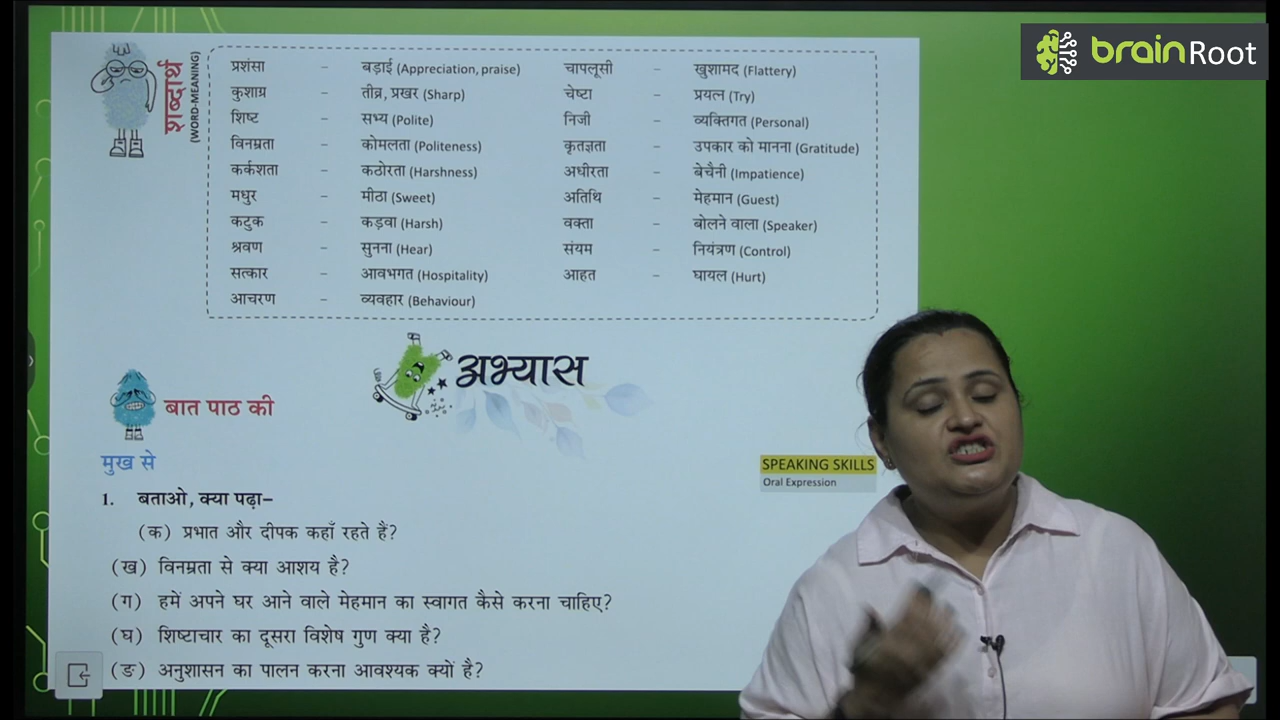 brainRoot
शब्दार्थ
(WORD-MEANING)
प्रशंसा – बड़ाई (Appreciation, praise) चापलूसी – खुशामद (Flattery)
कुशाग्र – तीव्र, प्रखर (Sharp) चेष्टा – प्रयत्न (Try)
शिष्ट – सभ्य (Polite) निजी – व्यक्तिगत (Personal)
विनम्रता – कोमलता (Politeness) कृतज्ञता – उपकार को मानना (Gratitude)
कर्कशता – कठोरता (Harshness) अधीरता – बेचैनी (Impatience)
मधुर – मीठा (Sweet) अतिथि – मेहमान (Guest)
कटुक – कड़वा (Harsh) वक्ता – बोलने वाला (Speaker)
श्रवण – सुनना (Hear) संयम – नियंत्रण (Control)
सत्कार – आवभगत (Hospitality) आहत – घायल (Hurt)
आचरण – व्यवहार (Behaviour)
अभ्यास
बात पाठ की
मुख से
SPEAKING SKILLS
Oral Expression
1. बताओ, क्या पढ़ा–
(क) प्रभात और दीपक कहाँ रहते हैं?
(ख) विनम्रता से क्या आशय है?
(ग) हमें अपने घर आने वाले मेहमान का स्वागत कैसे करना चाहिए?
(घ) शिष्टाचार का दूसरा विशेष गुण क्या है?
(ङ) अनुशासन का पालन करना आवश्यक क्यों है?